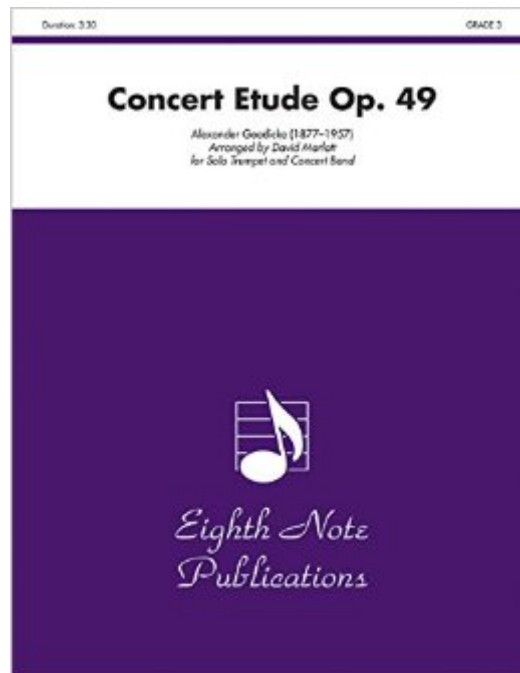 Duration: 3:30
GRADE 3
Concert Etude Op. 49
Alexander Goedicke (1877–1957)
Arranged by David Marlatt
for Solo Trumpet and Concert Band
Eighth Note
Publications